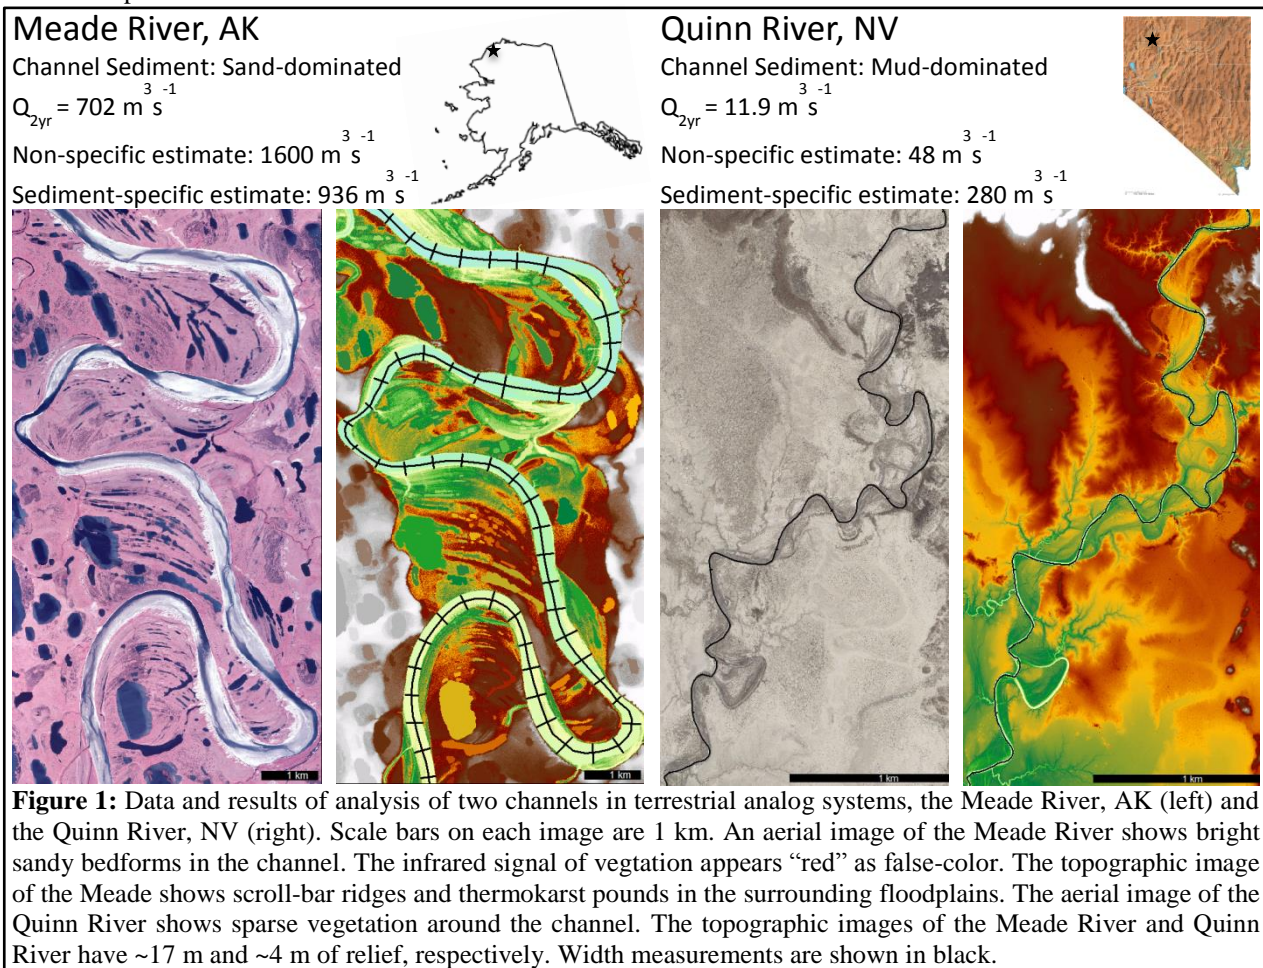 Meade River, AK
Channel Sediment: Sand-dominated
Q2yr = 702 m3s-1
Non-specific estimate: 1600 m3s-1
Sediment-specific estimate: 936 m3s-1
Quinn River, NV
Channel Sediment: Mud-dominated
Q2yr = 11.9 m3s-1
Non-specific estimate: 48 m3s-1
Sediment-specific estimate: 280 m3s-1
1 km
1 km
1 km
1 km
Figure 1: Data and results of analysis of two channels in terrestrial analog systems, the Meade River, AK (left) and
the Quinn River, NV (right). Scale bars on each image are 1 km. An aerial image of the Meade River shows bright
sandy bedforms in the channel. The infrared signal of vegtation appears “red” as false-color. The topographic image
of the Meade shows scroll-bar ridges and thermokarst pounds in the surrounding floodplains. The aerial image of the
Quinn River shows sparse vegetation around the channel. The topographic images of the Meade River and Quinn
River have ~17 m and ~4 m of relief, respectively. Width measurements are shown in black.